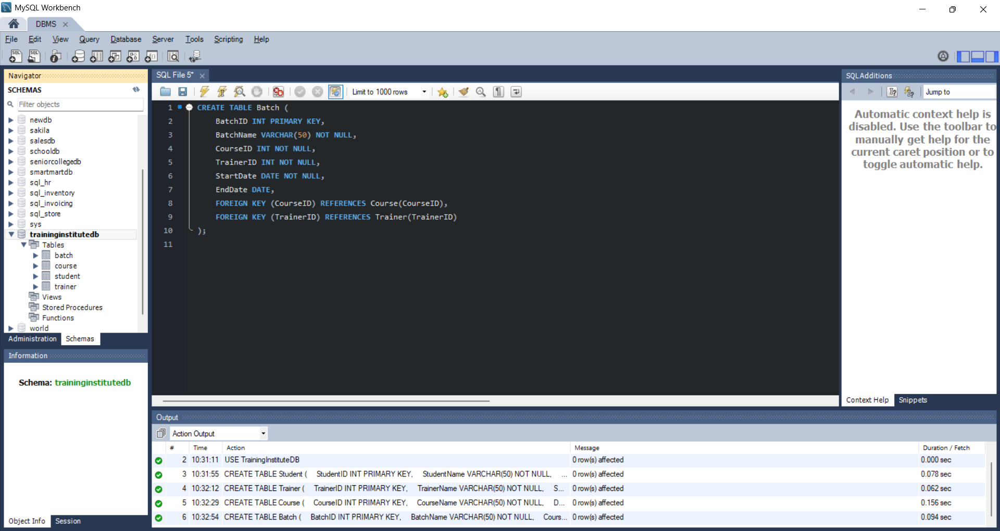 MySQL Workbench
DBMS
File Edit View Query Database Server Tools Scripting Help
Navigator
SCHEMAS
Filter objects
newdb
sakila
salesdb
schooldb
seniorcollegedb
smartmartdb
sql_hr
sql_inventory
sql_invoicing
sql_store
sys
traininginstitutedb
Tables
batch
course
student
trainer
Views
Stored Procedures
Functions
world
Administration Schemas
Information
Schema: traininginstitutedb
Object Info Session
SQL File 5*
Limit to 1000 rows
1 CREATE TABLE Batch (
2 BatchID INT PRIMARY KEY,
3 BatchName VARCHAR(50) NOT NULL,
4 CourseID INT NOT NULL,
5 TrainerID INT NOT NULL,
6 StartDate DATE NOT NULL,
7 EndDate DATE,
8 FOREIGN KEY (CourseID) REFERENCES Course(CourseID),
9 FOREIGN KEY (TrainerID) REFERENCES Trainer(TrainerID)
10 );
11
SQLAdditions
Jump to
Automatic context help is
disabled. Use the toolbar to
manually get help for the
current caret position or to
toggle automatic help.
Context Help Snippets
Output
Action Output
# Time Action Message Duration / Fetch
2 10:31:11 USE TrainingInstituteDB 0 row(s) affected 0.000 sec
3 10:31:55 CREATE TABLE Student ( StudentID INT PRIMARY KEY, StudentName VARCHAR(50) NOT NULL, ... 0 row(s) affected 0.078 sec
4 10:32:12 CREATE TABLE Trainer ( TrainerID INT PRIMARY KEY, TrainerName VARCHAR(50) NOT NULL, S... 0 row(s) affected 0.062 sec
5 10:32:29 CREATE TABLE Course ( CourseID INT PRIMARY KEY, CourseName VARCHAR(50) NOT NULL, D... 0 row(s) affected 0.156 sec
6 10:32:54 CREATE TABLE Batch ( BatchID INT PRIMARY KEY, BatchName VARCHAR(50) NOT NULL, Cours... 0 row(s) affected 0.094 sec